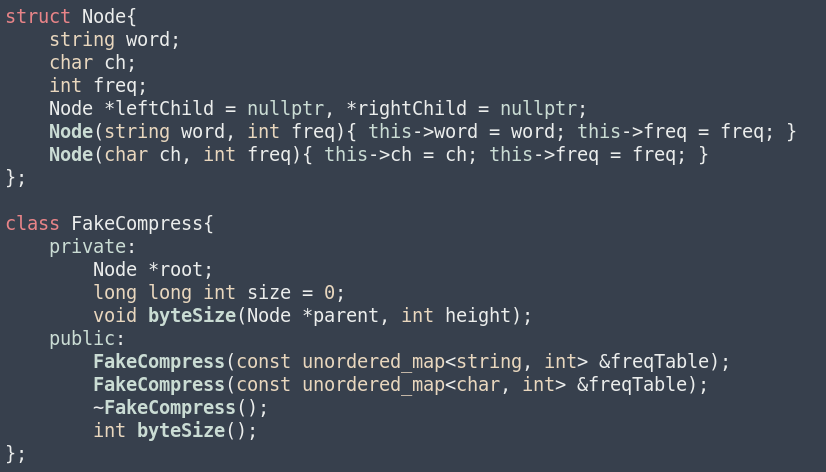 struct Node{
    string word;
    char ch;
    int freq;
    Node *leftChild = nullptr, *rightChild = nullptr;
    Node(string word, int freq){ this->word = word; this->freq = freq; }
    Node(char ch, int freq){ this->ch = ch; this->freq = freq; }
};

class FakeCompress{
    private:
        Node *root;
        long long int size = 0;
        void byteSize(Node *parent, int height);
    public:
        FakeCompress(const unordered_map<string, int> &freqTable);
        FakeCompress(const unordered_map<char, int> &freqTable);
        ~FakeCompress();
        int byteSize();
};